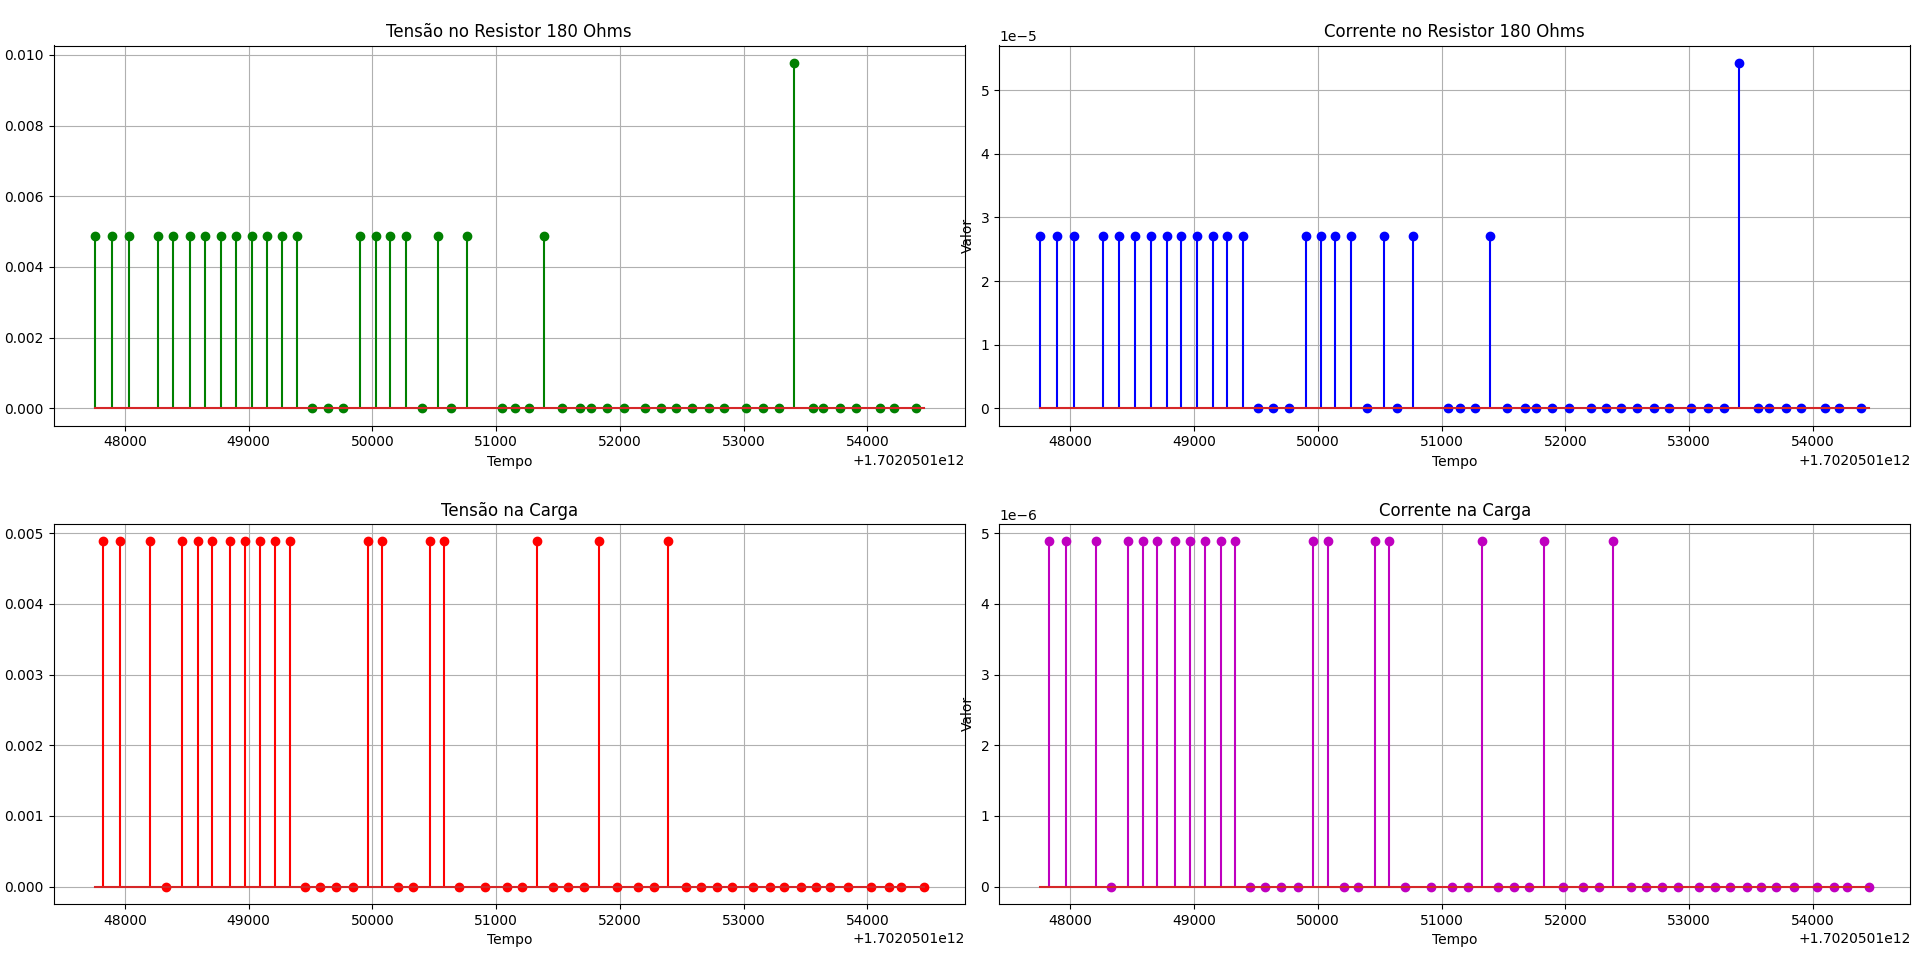 Tensão no Resistor 180 Ohms
0.010
0.008
0.006
0.004
0.002
0.000
48000 49000 50000 51000 52000 53000 54000
Tempo
+1.7020501e12
Corrente no Resistor 180 Ohms
1e−5
Valor
5
4
3
2
1
0
48000 49000 50000 51000 52000 53000 54000
Tempo
+1.7020501e12
Tensão na Carga
0.005
0.004
0.003
0.002
0.001
0.000
48000 49000 50000 51000 52000 53000 54000
Tempo
+1.7020501e12
Corrente na Carga
1e−6
Valor
5
4
3
2
1
0
48000 49000 50000 51000 52000 53000 54000
Tempo
+1.7020501e12